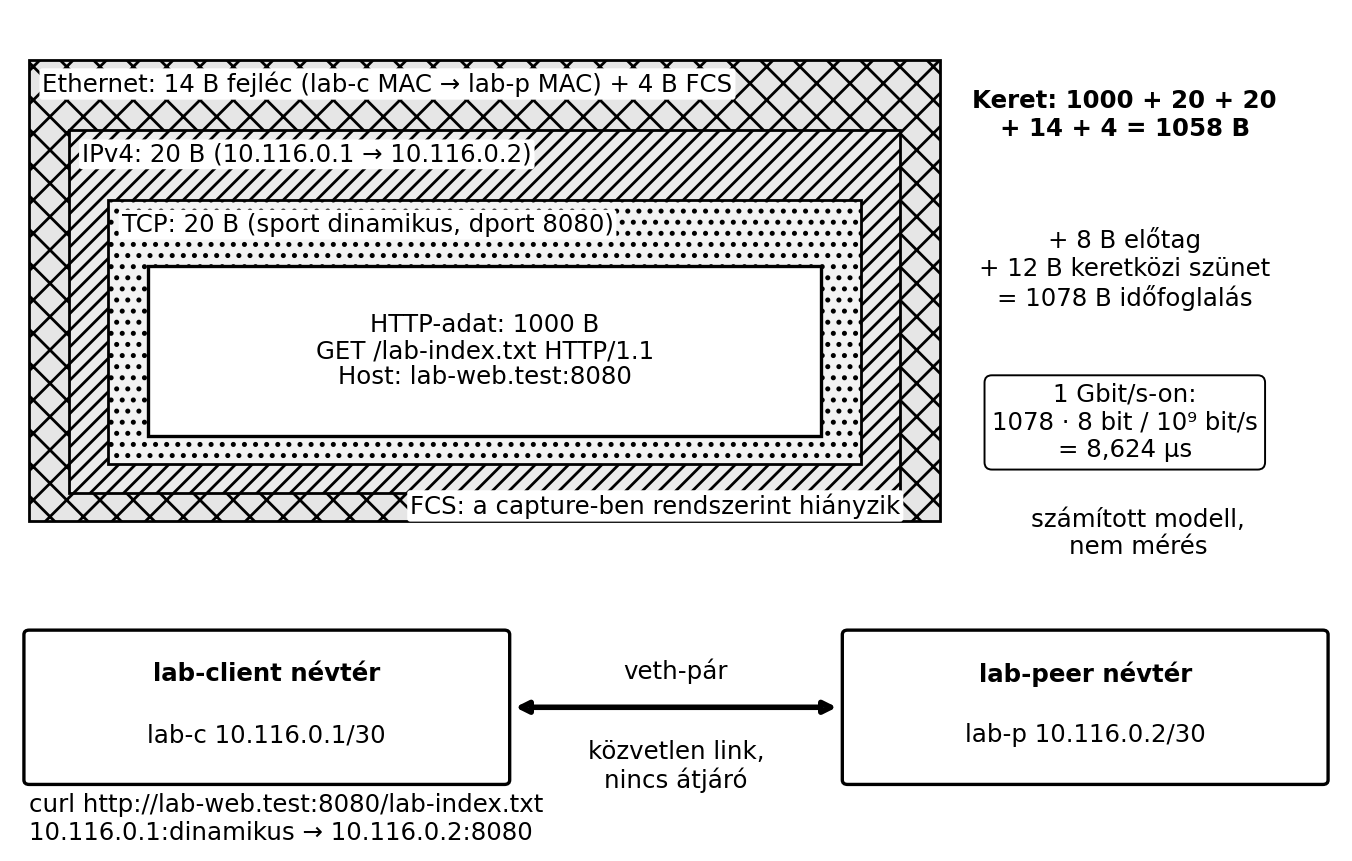 Ethernet: 14 B fejléc (lab-c MAC → lab-p MAC) + 4 B FCS
IPv4: 20 B (10.116.0.1 → 10.116.0.2)
TCP: 20 B (sport dinamikus, dport 8080)
HTTP-adat: 1000 B
GET /lab-index.txt HTTP/1.1
Host: lab-web.test:8080
FCS: a capture-ben rendszerint hiányzik
Keret: 1000 + 20 + 20
+ 14 + 4 = 1058 B
+ 8 B előtag
+ 12 B keretközi szünet
= 1078 B időfoglalás
1 Gbit/s-on:
1078 · 8 bit / 10⁹ bit/s
= 8,624 µs
számított modell,
nem mérés
lab-client névtér
lab-c 10.116.0.1/30
veth-pár
közvetlen link,
nincs átjáró
lab-peer névtér
lab-p 10.116.0.2/30
curl http://lab-web.test:8080/lab-index.txt
10.116.0.1:dinamikus → 10.116.0.2:8080